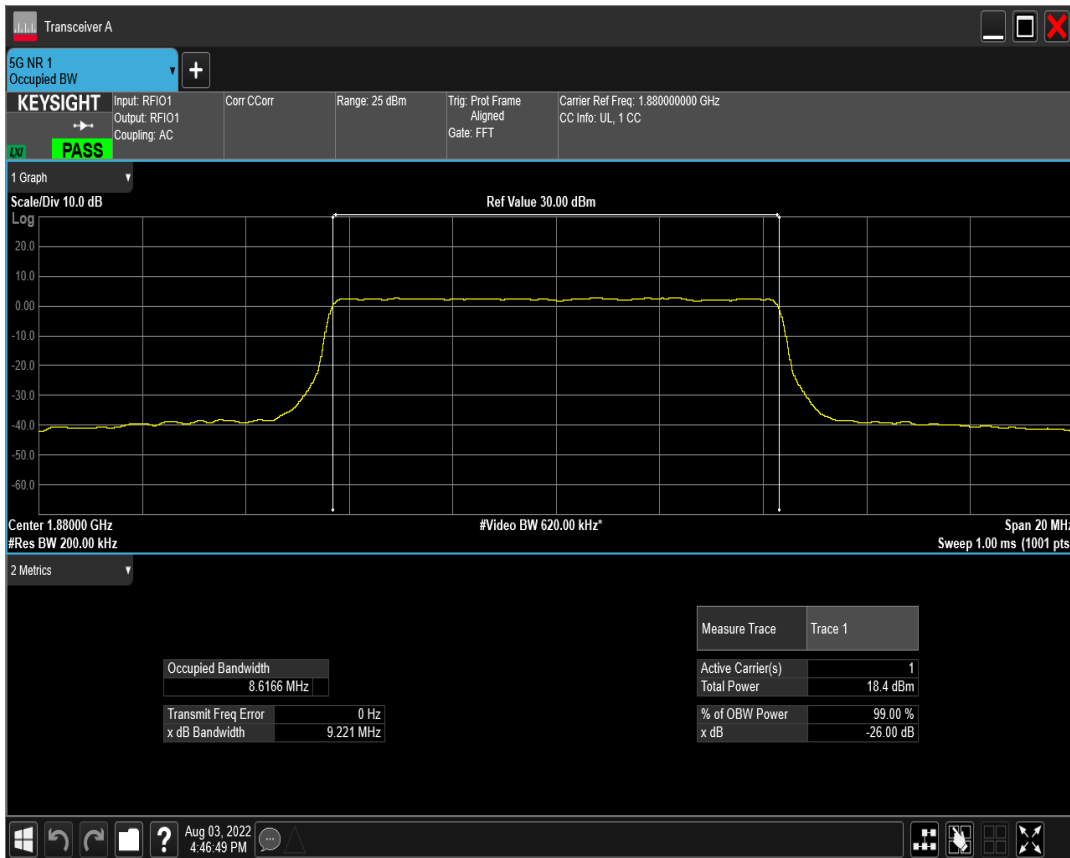 Transceiver A
5G NR 1
Occupied BW
+
KEYSIGHT
LXI
PASS
Input: RFIO1
Output: RFIO1
Coupling: AC
Corr CCorr
Range: 25 dBm
Trig: Prot Frame
Aligned
Gate: FFT
Carrier Ref Freq: 1.880000000 GHz
CC Info: UL, 1 CC
1 Graph
Scale/Div 10.0 dB
Ref Value 30.00 dBm
Log
20.0
10.0
0.00
-10.0
-20.0
-30.0
-40.0
-50.0
-60.0
Center 1.88000 GHz
#Video BW 620.00 kHz*
Span 20 MHz
#Res BW 200.00 kHz
Sweep 1.00 ms (1001 pts
2 Metrics
Measure Trace Trace 1
Occupied Bandwidth
8.6166 MHz
Active Carrier(s) 1
Total Power 18.4 dBm
Transmit Freq Error 0 Hz
x dB Bandwidth 9.221 MHz
% of OBW Power 99.00 %
x dB -26.00 dB
?
Aug 03, 2022
4:46:49 PM